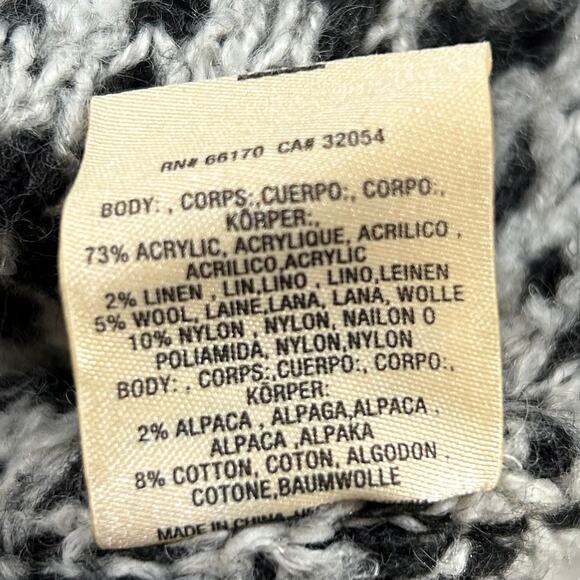 RN# 66170 CA# 32054
BODY: , CORPS:,CUERPO:, CORPO:,
KÖRPER:,
73% ACRYLIC, ACRYLIQUE, ACRILICO ,
ACRILICO,ACRYLIC
2% LINEN , LIN,LINO , LINO,LEINEN
5% WOOL, LAINE,LANA, LANA, WOLLE
10% NYLON , NYLON, NAILON O
POLIAMIDA, NYLON,NYLON
BODY: , CORPS:,CUERPO:, CORPO:,
KÖRPER:
2% ALPACA , ALPAGA,ALPACA ,
ALPACA ,ALPAKA
8% COTTON, COTON, ALGODON ,
COTONE,BAUMWOLLE
MADE IN CHINA